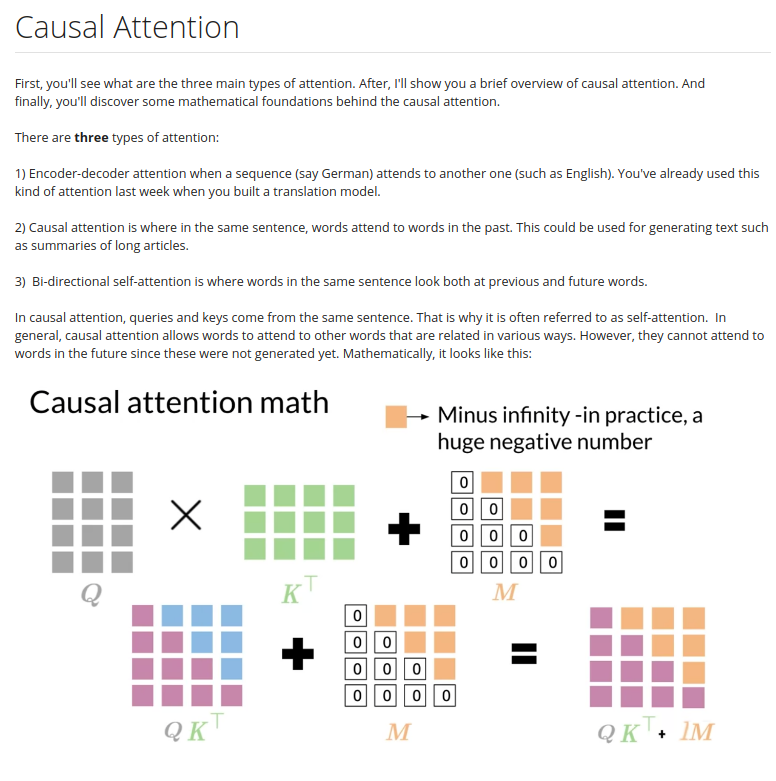 Causal Attention
First, you'll see what are the three main types of attention. After, I'll show you a brief overview of causal attention. And
finally, you'll discover some mathematical foundations behind the causal attention.
There are three types of attention:
1) Encoder-decoder attention when a sequence (say German) attends to another one (such as English). You've already used this
kind of attention last week when you built a translation model.
2) Causal attention is where in the same sentence, words attend to words in the past. This could be used for generating text such
as summaries of long articles.
3) Bi-directional self-attention is where words in the same sentence look both at previous and future words.
In causal attention, queries and keys come from the same sentence. That is why it is often referred to as self-attention. In
general, causal attention allows words to attend to other words that are related in various ways. However, they cannot attend to
words in the future since these were not generated yet. Mathematically, it looks like this:
Causal attention math
Minus infinity -in practice, a
huge negative number
× + =
0
0 0
0 0 0
0 0 0 0
Q K⊤ M
+ =
0
0 0
0 0 0
0 0 0 0
Q K⊤ M Q K⊤ + 1M